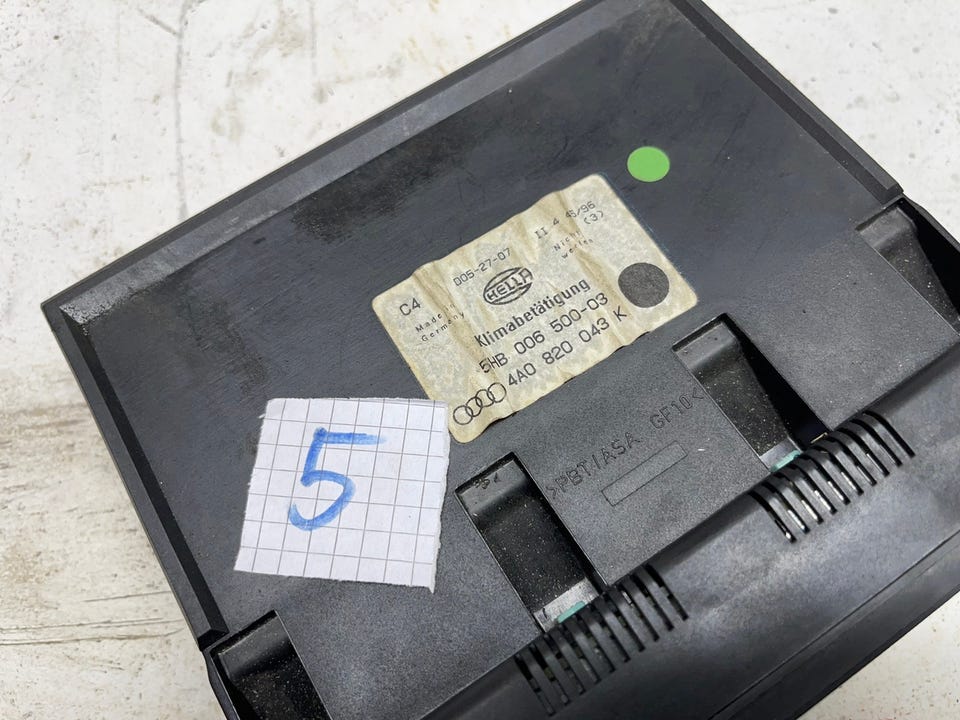 C4
005-27-07
II 4 45/96
(3)
Made in
Germany
HELLA
Klimabetätigung
5HB 006 500-03
4A0 820 043 K
>PBT/ASA GF10<
5